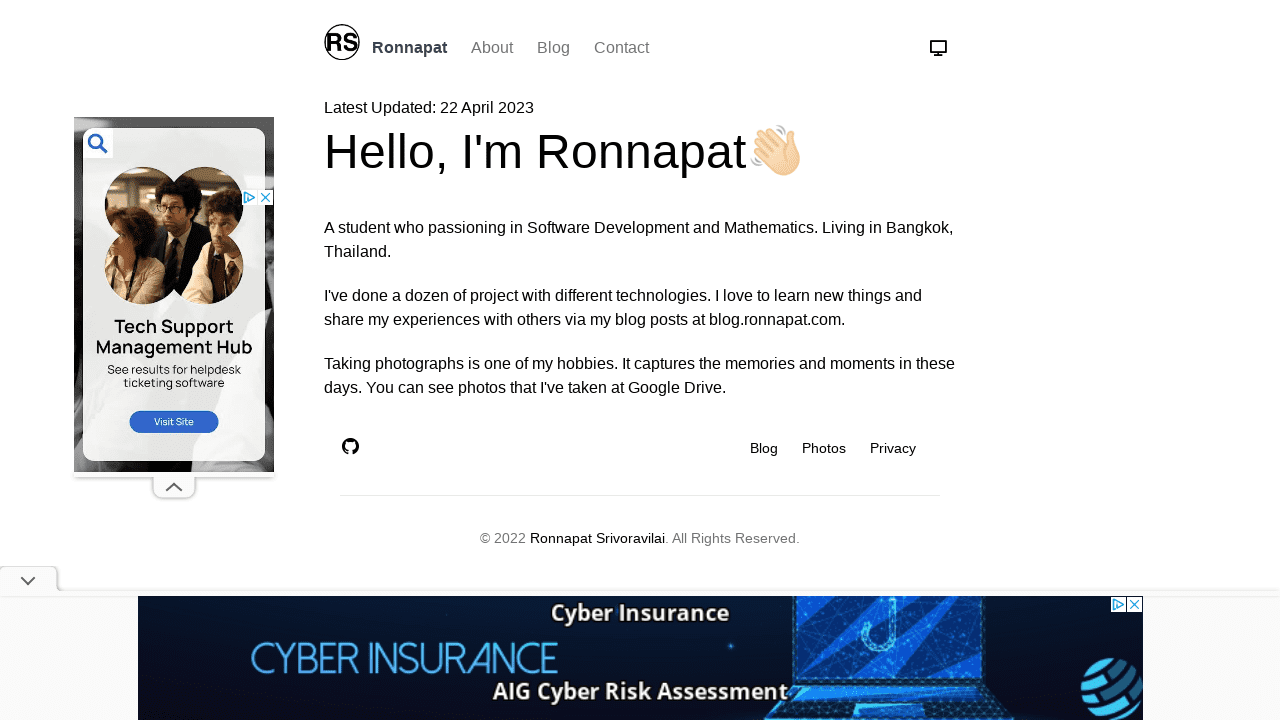 RS
Ronnapat
About
Blog
Contact
Latest Updated: 22 April 2023
Hello, I'm Ronnapat
A student who passioning in Software Development and Mathematics. Living in Bangkok,
Thailand.
I've done a dozen of project with different technologies. I love to learn new things and
share my experiences with others via my blog posts at blog.ronnapat.com.
Taking photographs is one of my hobbies. It captures the memories and moments in these
days. You can see photos that I've taken at Google Drive.
Blog
Photos
Privacy
© 2022 Ronnapat Srivoravilai. All Rights Reserved.
Tech Support
Management Hub
See results for helpdesk
ticketing software
Visit Site
Cyber Insurance
CYBER INSURANCE
AIG Cyber Risk Assessment